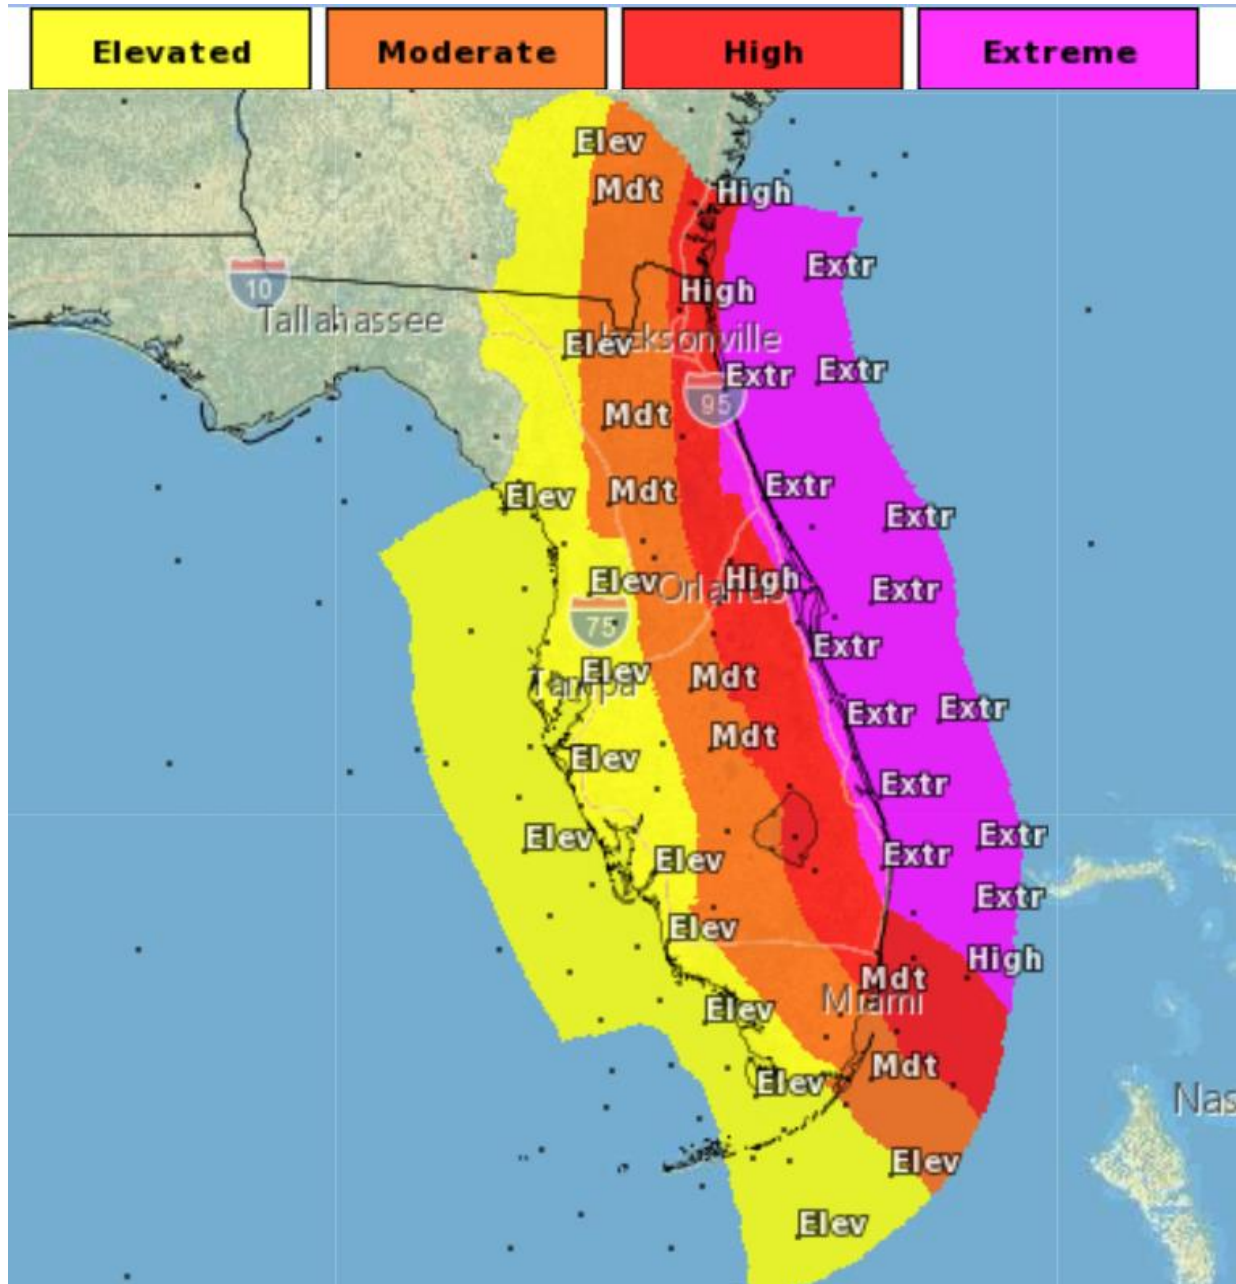 Elevated Moderate High Extreme
Elev
Mdt High
Extr
10 High
Tallahassee
Elev Jacksonville
Extr Extr
95
Mdt
Extr
Elev Mdt
Extr
Elev Orlando High
Extr
75
Extr
Tampa Elev Mdt
Extr Extr
Mdt
Elev
Extr
Elev Extr
Elev Extr
Extr
Elev
High
Mdt
Miami
Elev
Mdt
Elev
Nas
Elev
Elev